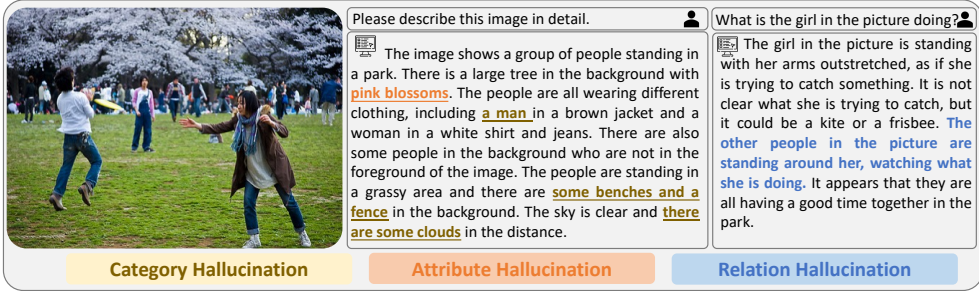 Please describe this image in detail.
The image shows a group of people standing in
a park. There is a large tree in the background with
pink blossoms. The people are all wearing different
clothing, including a man in a brown jacket and a
woman in a white shirt and jeans. There are also
some people in the background who are not in the
foreground of the image. The people are standing in
a grassy area and there are some benches and a
fence in the background. The sky is clear and there
are some clouds in the distance.
What is the girl in the picture doing?
The girl in the picture is standing
with her arms outstretched, as if she
is trying to catch something. It is not
clear what she is trying to catch, but
it could be a kite or a frisbee. The
other people in the picture are
standing around her, watching what
she is doing. It appears that they are
all having a good time together in the
park.
Category Hallucination
Attribute Hallucination
Relation Hallucination